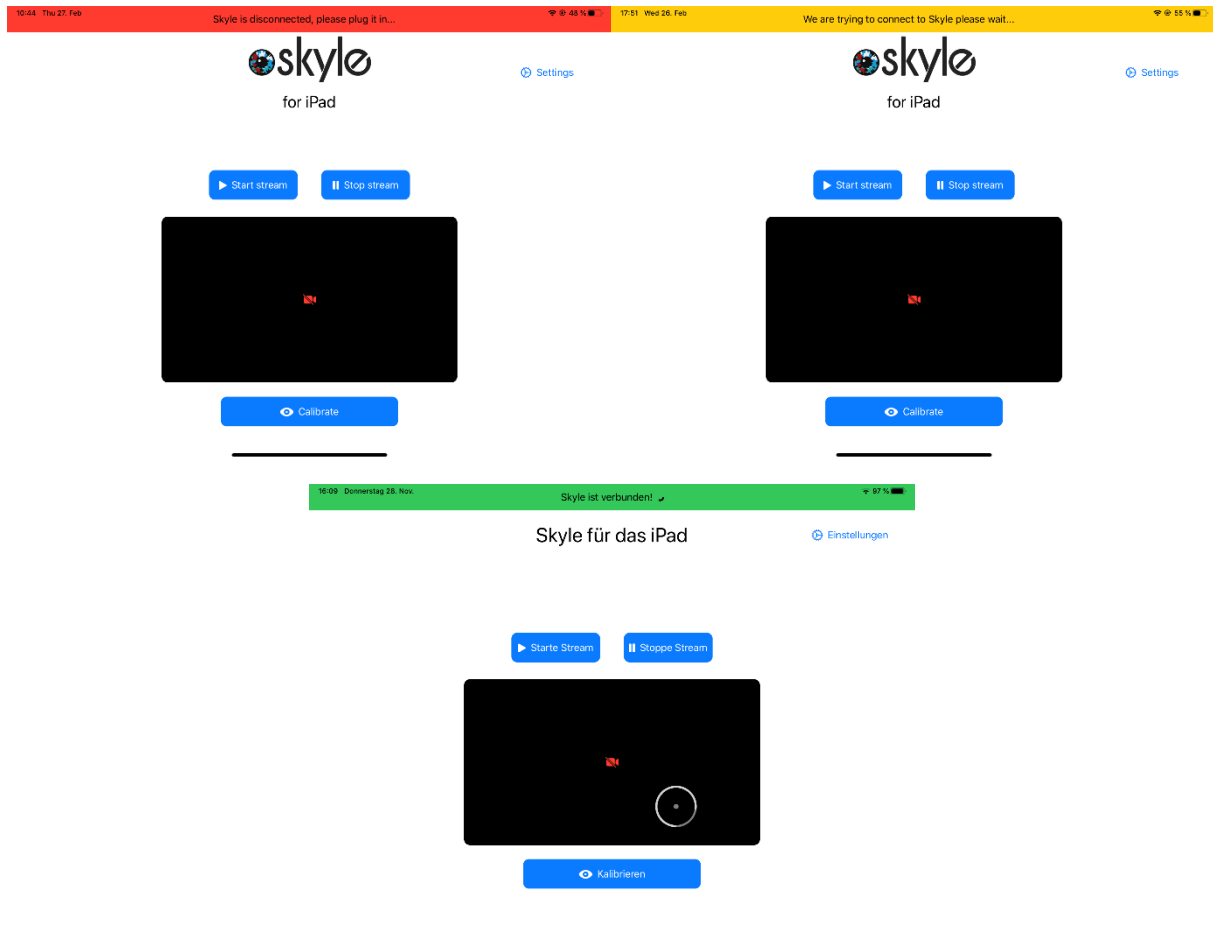 10:44 Thu 27. Feb
Skyle is disconnected, please plug it in...
48 %
skyle
Settings
for iPad
Start stream
Stop stream
Calibrate
17:51 Wed 26. Feb
We are trying to connect to Skyle please wait...
55 %
skyle
Settings
for iPad
Start stream
Stop stream
Calibrate
16:09 Donnerstag 28. Nov.
Skyle ist verbunden!
97 %
Skyle für das iPad
Einstellungen
Starte Stream
Stoppe Stream
Kalibrieren